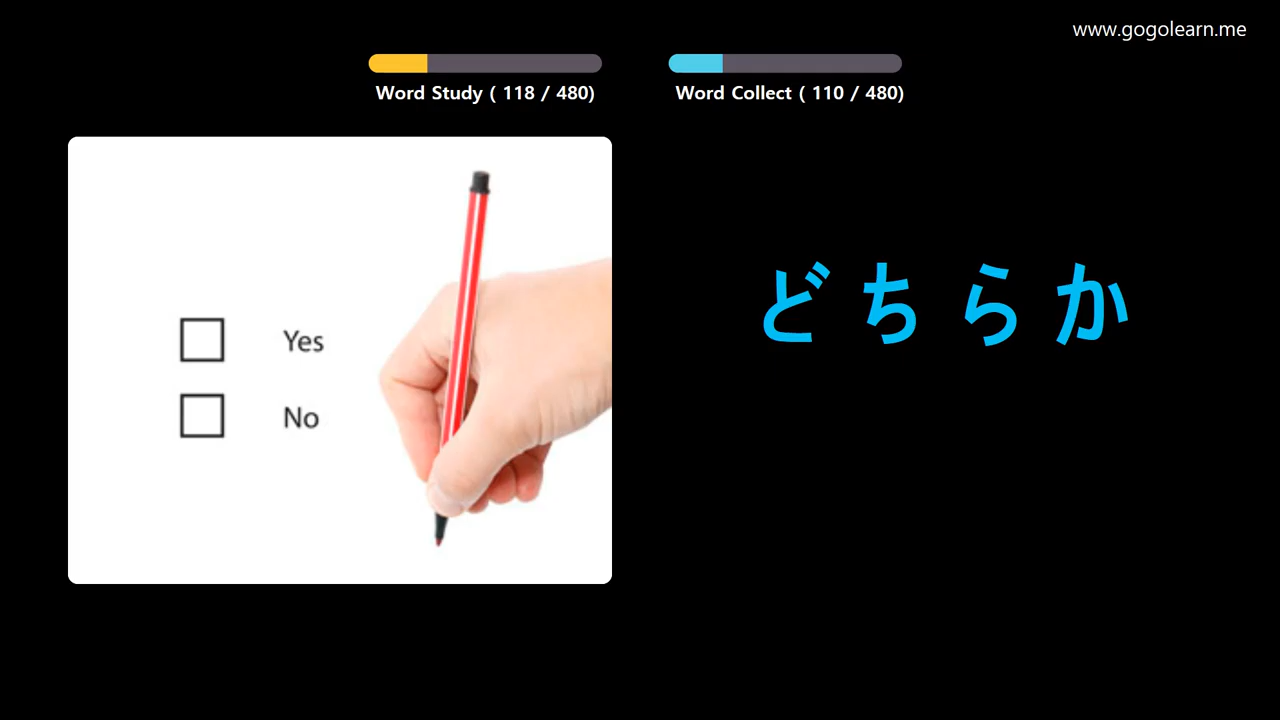 www.gogolearn.me
Word Study ( 118 / 480)
Word Collect ( 110 / 480)
Yes
No
どちらか